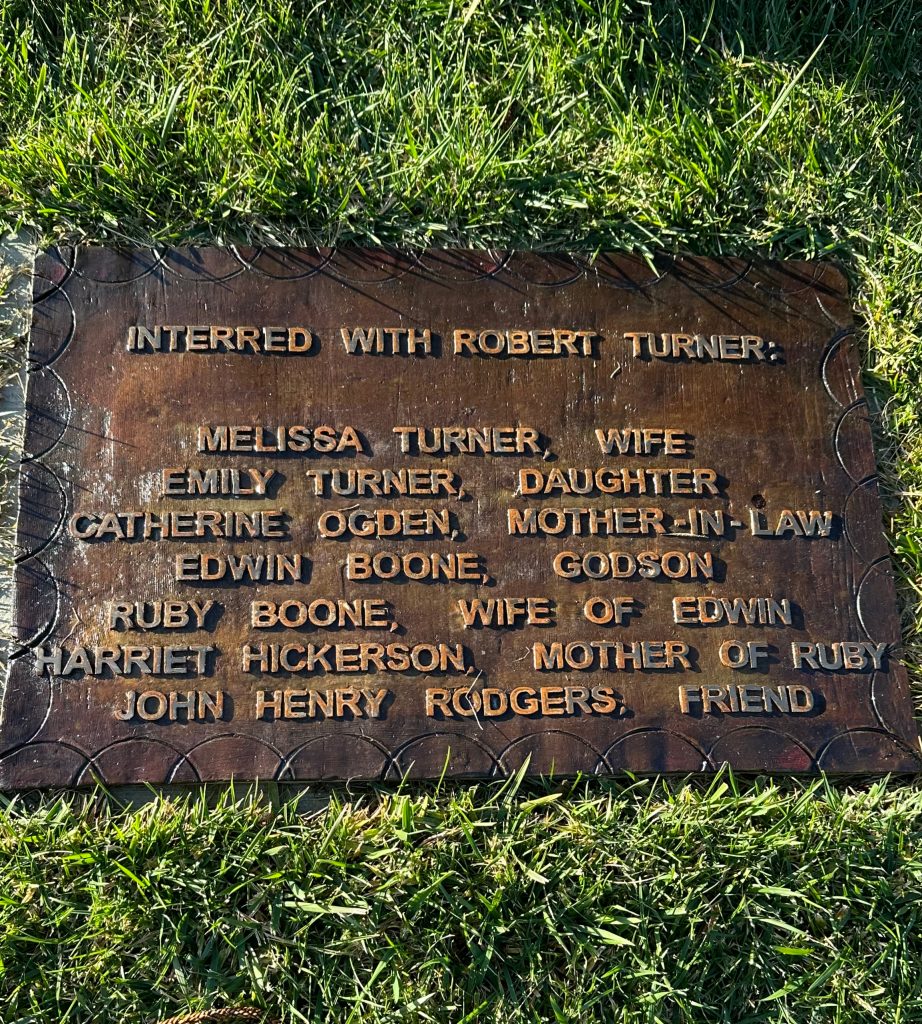 INTERRED WITH ROBERT TURNER:
MELISSA TURNER, WIFE
EMILY TURNER, DAUGHTER
CATHERINE OGDEN, MOTHER-IN-LAW
EDWIN BOONE, GODSON
RUBY BOONE, WIFE OF EDWIN
HARRIET HICKERSON, MOTHER OF RUBY
JOHN HENRY RODGERS, FRIEND